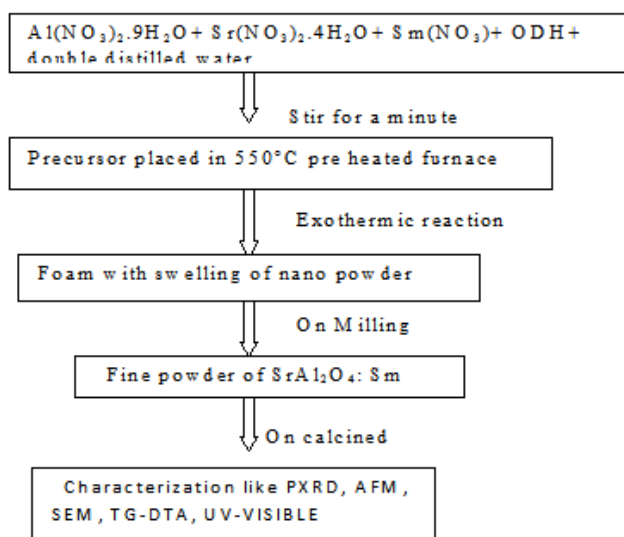 Al(NO₃)₂.9H₂O+ Sr(NO₃)₂.4H₂O+ Sm(NO₃)+ ODH+
double distilled water
Stir for a minute
Precursor placed in 550°C pre heated furnace
Exothermic reaction
Foam with swelling of nano powder
On Milling
Fine powder of SrAl₂O₄: Sm
On calcined
Characterization like PXRD, AFM,
SEM, TG-DTA, UV-VISIBLE